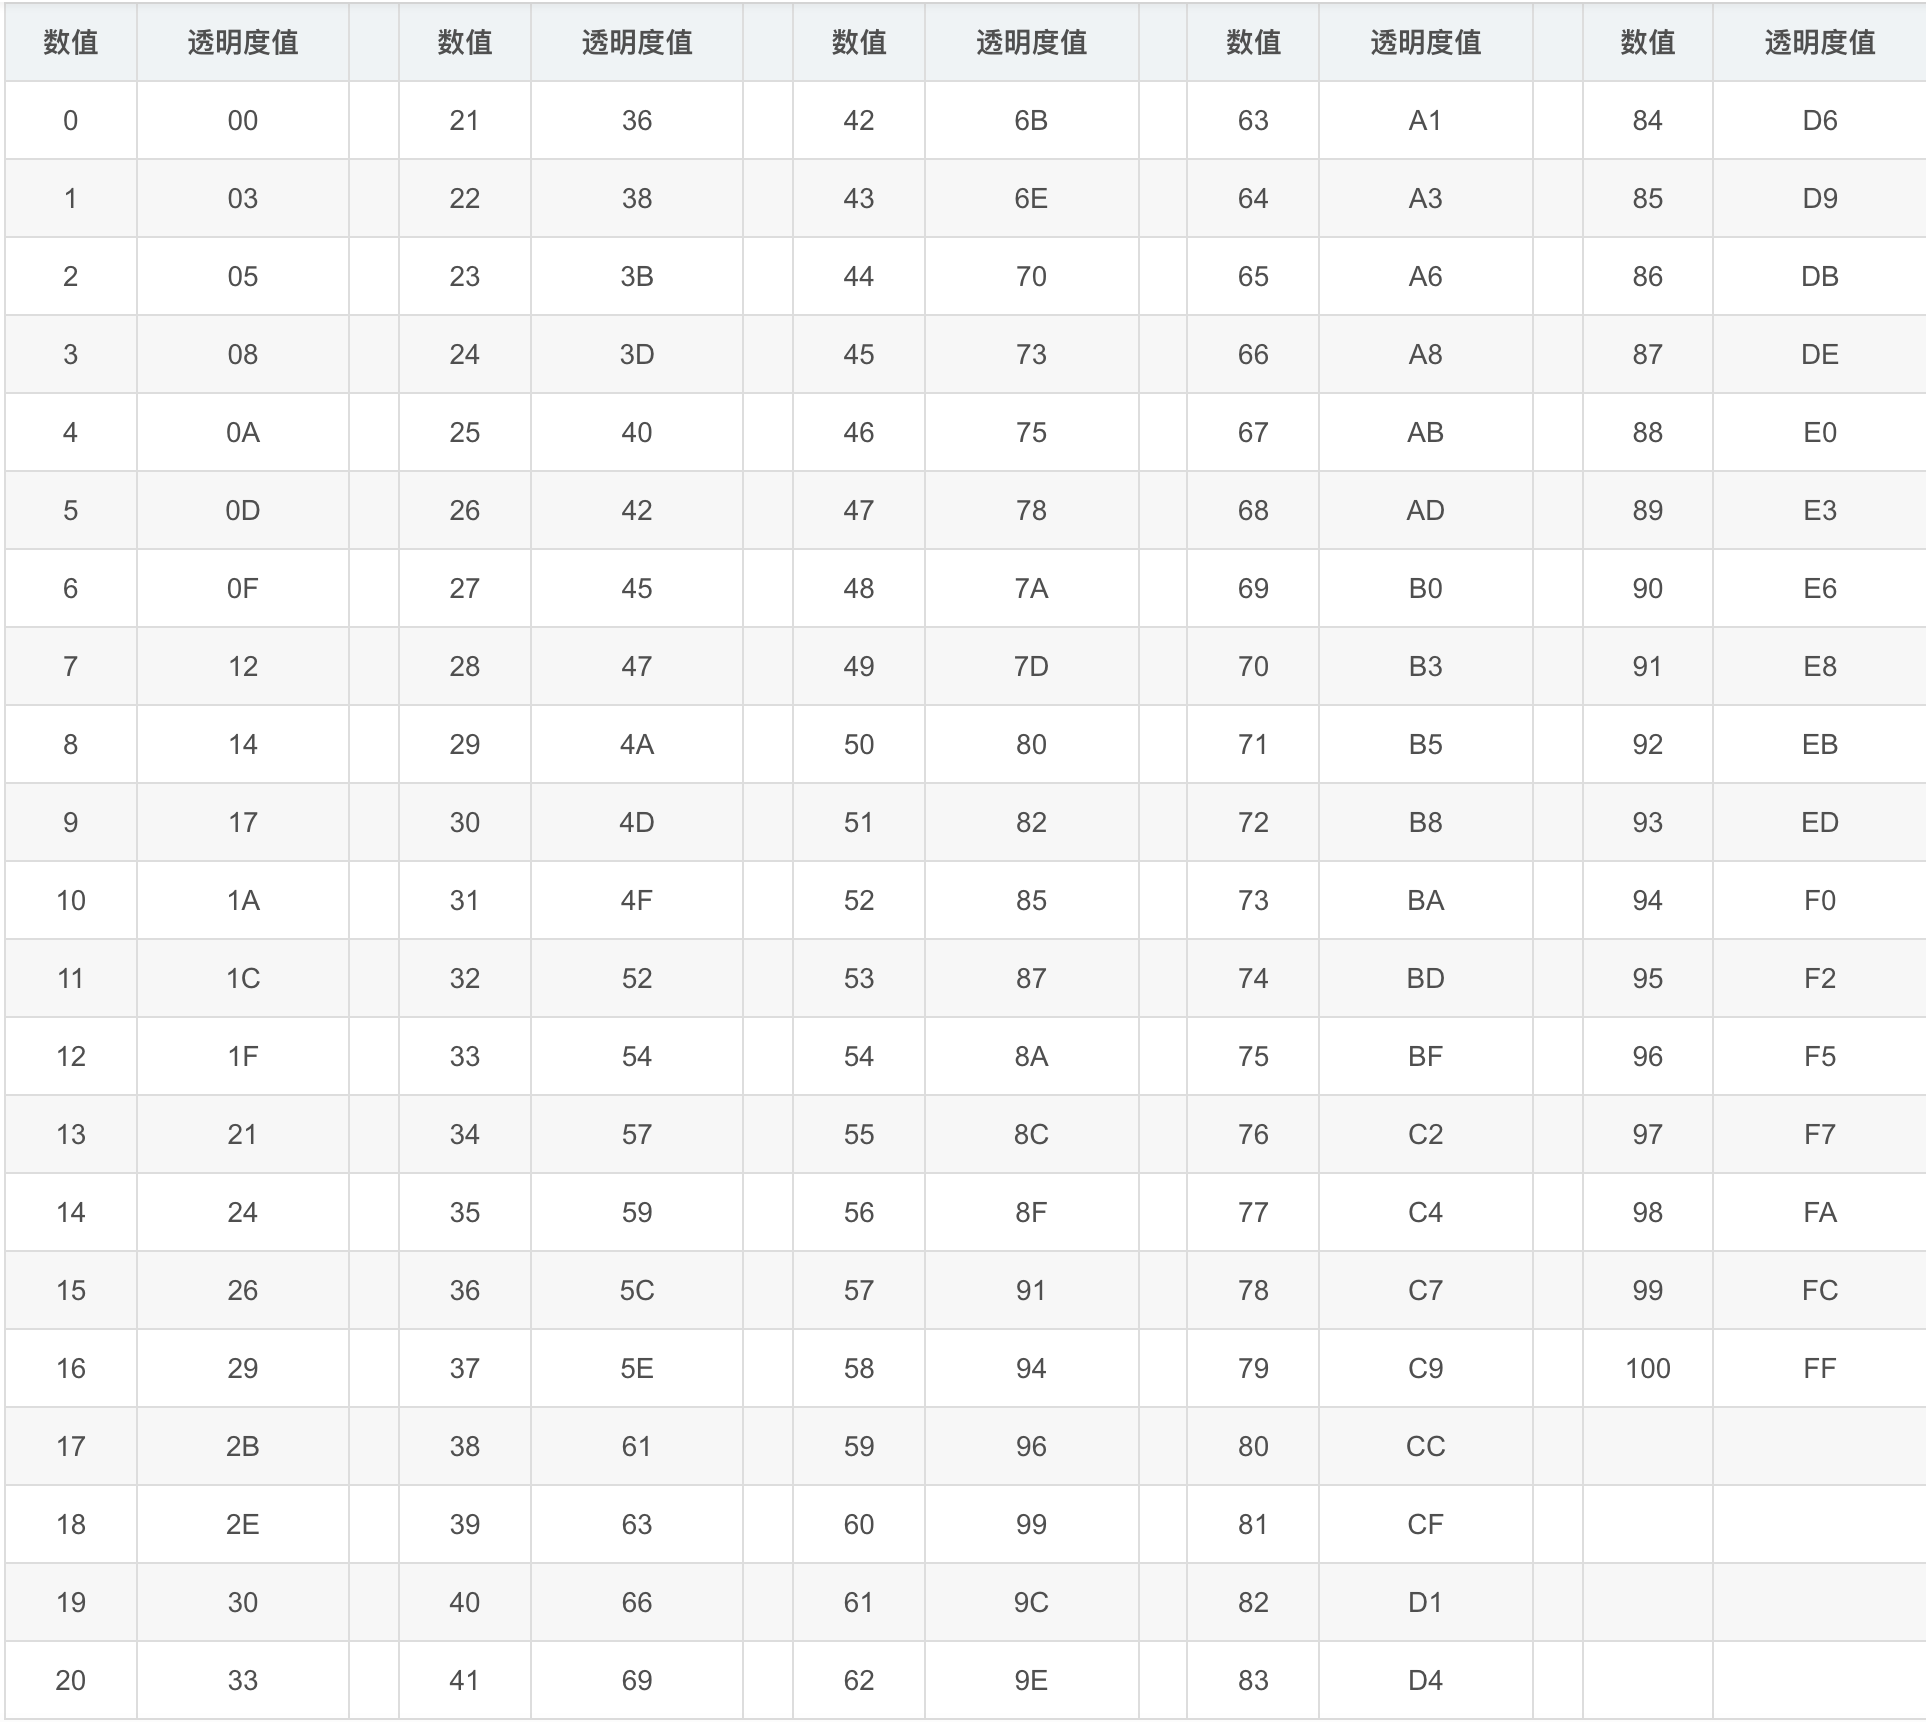 数值 透明度值 数值 透明度值 数值 透明度值 数值 透明度值 数值 透明度值
0 00 21 36 42 6B 63 A1 84 D6
1 03 22 38 43 6E 64 A3 85 D9
2 05 23 3B 44 70 65 A6 86 DB
3 08 24 3D 45 73 66 A8 87 DE
4 0A 25 40 46 75 67 AB 88 E0
5 0D 26 42 47 78 68 AD 89 E3
6 0F 27 45 48 7A 69 B0 90 E6
7 12 28 47 49 7D 70 B3 91 E8
8 14 29 4A 50 80 71 B5 92 EB
9 17 30 4D 51 82 72 B8 93 ED
10 1A 31 4F 52 85 73 BA 94 F0
11 1C 32 52 53 87 74 BD 95 F2
12 1F 33 54 54 8A 75 BF 96 F5
13 21 34 57 55 8C 76 C2 97 F7
14 24 35 59 56 8F 77 C4 98 FA
15 26 36 5C 57 91 78 C7 99 FC
16 29 37 5E 58 94 79 C9 100 FF
17 2B 38 61 59 96 80 CC
18 2E 39 63 60 99 81 CF
19 30 40 66 61 9C 82 D1
20 33 41 69 62 9E 83 D4